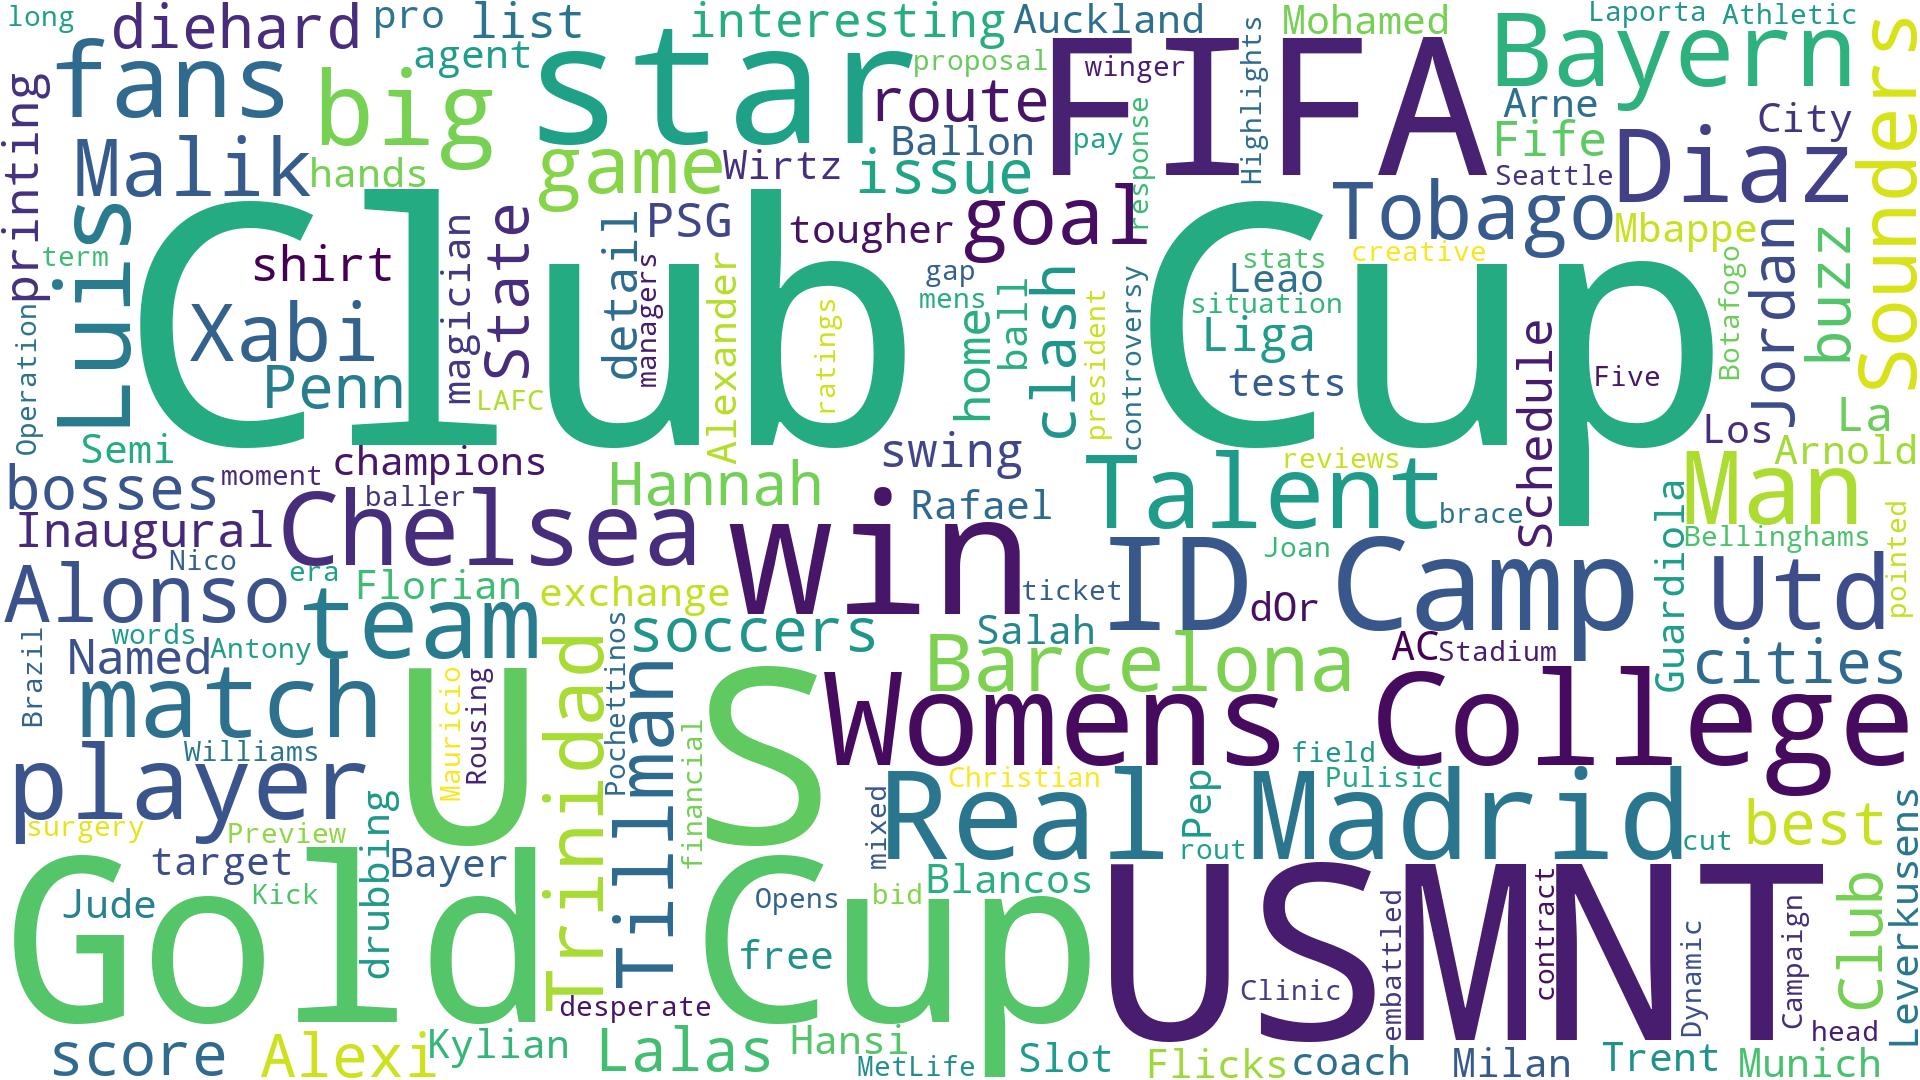 long
diehard
pro
list
interesting
Auckland
Mohamed
Laporta
Athletic
fans
agent
star
proposal
winger
FIFA
Highlights
Bayern
Sounders
big
route
Arne
City
printing
Malik
hands
game
Wirtz
Ballon
issue
pay
response
Fife
Seattle
Diaz
Luis
Club Cup
shirt
magician
State
detail
PSG
tougher
goal
Tobago
Mbappe
term
managers
Alexander
gap
mens
ball
clash
stats
creative
Leao
situation
Botafogo
Jordan
buzz
Xabi
Penn
LAFC
ratings
home
president
controversy
Liga
tests
schedule
Five
Operation
Semi
champions
swing
reviews
Los
La
Arnold
bosses
moment
baller
Hannah
Rafael
Talent
brace
Man
Inaugural
Chelsea
win
ID Camp
Joan
Guardiola
Bellinghams
pointed
Nico
era
Alonso
team
Florian
exchange
ticket
dOr
Utd
words
Brazil
Named
Antony
soccers
Salah
AC
Stadium
cities
match
Mauricio
Rousing
Trinidad
Pochettinos
Tillman
Barcelona
Womens College
Williams
player
U S
financial
Christian
field
Pulisic
surgery
Preview
mixed
Real Madrid
Pep
rout
cut
best
target
drubbing
Bayer
Leverkusens
Jude
Kick
Gold Cup
Opens
bid
Blancos
free
USMNT
Club
desperate
Clinic
embattled
contract
Dynamic
Campaign
head
score
Alexi
Kylian
Lalas
Hansi
MetLife
Slot
Flicks
coach
Milan
Trent
Munich